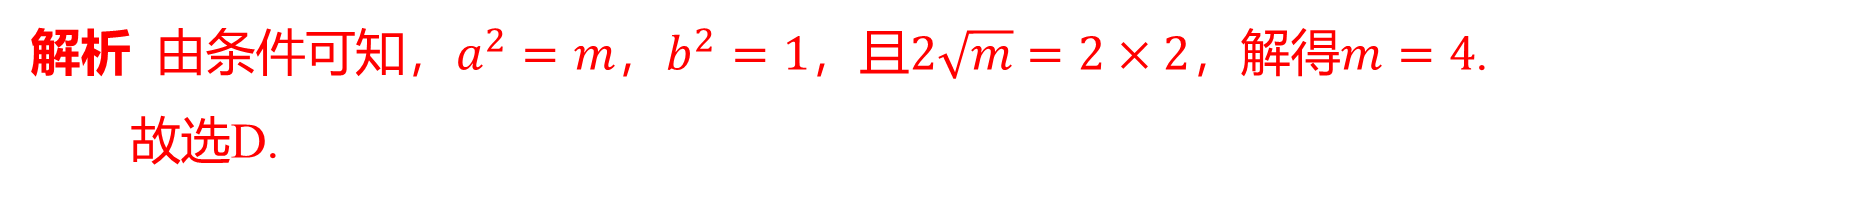 解析 由条件可知，a² = m，b² = 1，且2√m = 2 × 2，解得m = 4.
故选D.